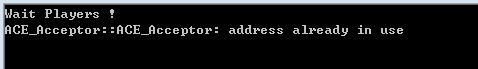 Wait Players !
ACE_Acceptor::ACE_Acceptor: address already in use